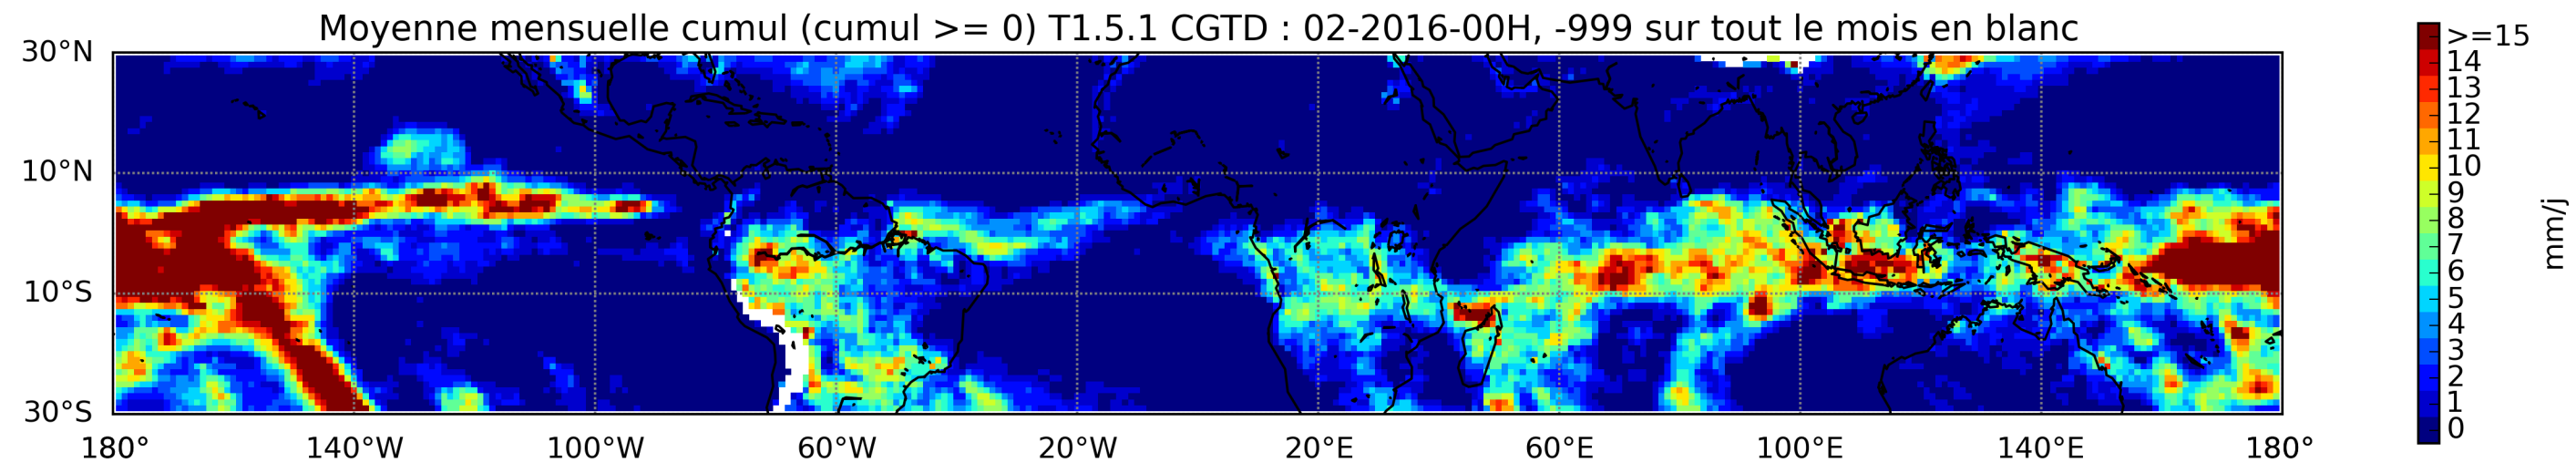 Moyenne mensuelle cumul (cumul >= 0) T1.5.1 CGTD : 02-2016-00H, -999 sur tout le mois en blanc
30°N
10°N
10°S
30°S
180° 140°W 100°W 60°W 20°W 20°E 60°E 100°E 140°E 180°
>=15
14
13
12
11
10
9
8
7
6
5
4
3
2
1
0
mm/j